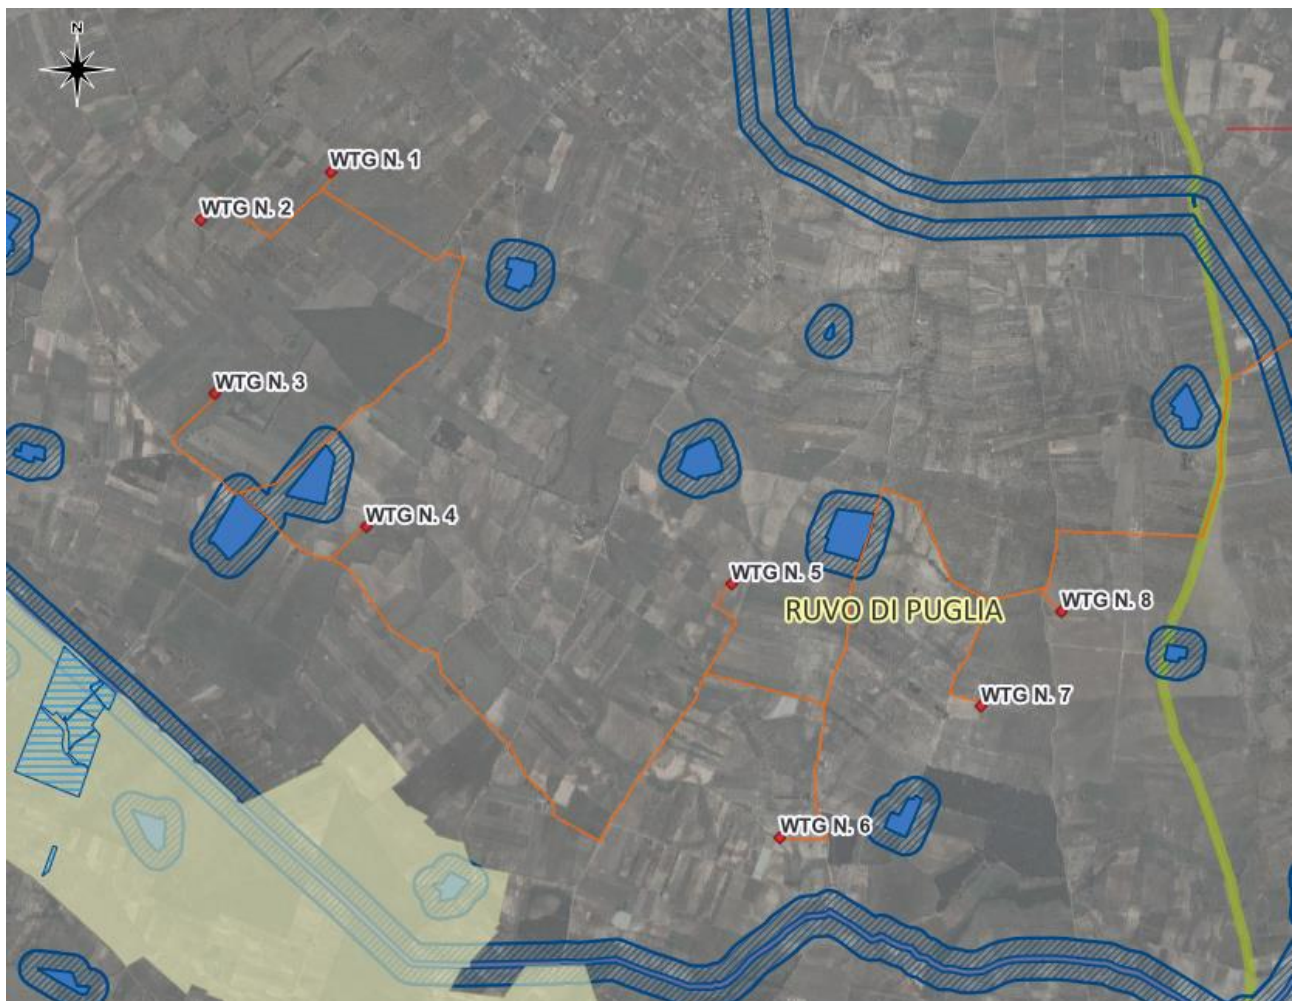 N
WTG N. 1
WTG N. 2
WTG N. 3
WTG N. 4
WTG N. 5
RUVO DI PUGLIA
WTG N. 8
WTG N. 7
WTG N. 6